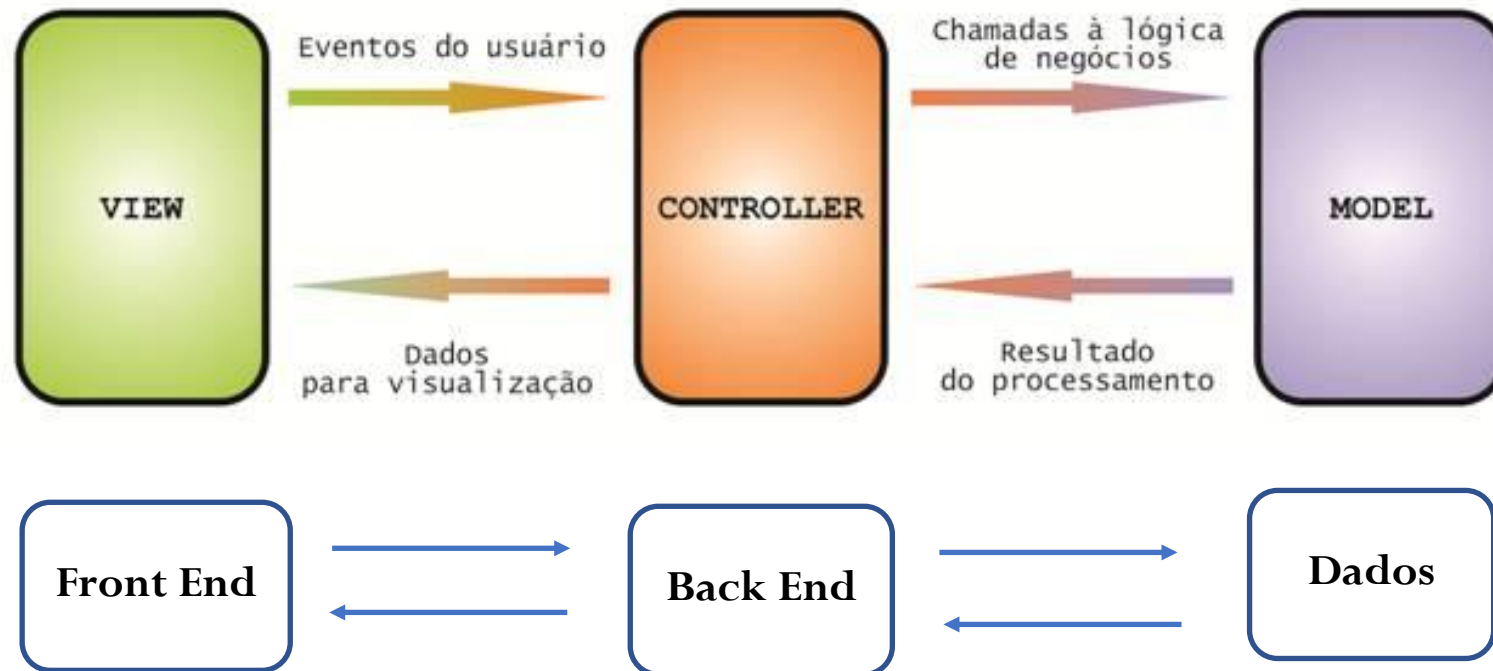 Eventos do usuário
Chamadas à lógica
de negócios
VIEW
CONTROLLER
MODEL
Dados
para visualização
Resultado
do processamento
Front End
Back End
Dados